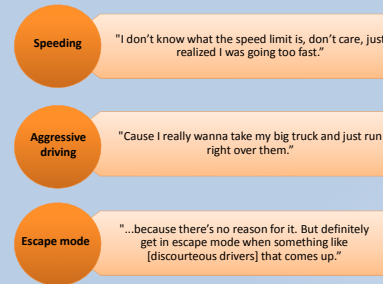 Speeding
"I don't know what the speed limit is, don't care, just
realized I was going too fast."
Aggressive
driving
"Cause I really wanna take my big truck and just run
right over them."
Escape mode
"...because there's no reason for it. But definitely
get in escape mode when something like
[discourteous drivers] that comes up."